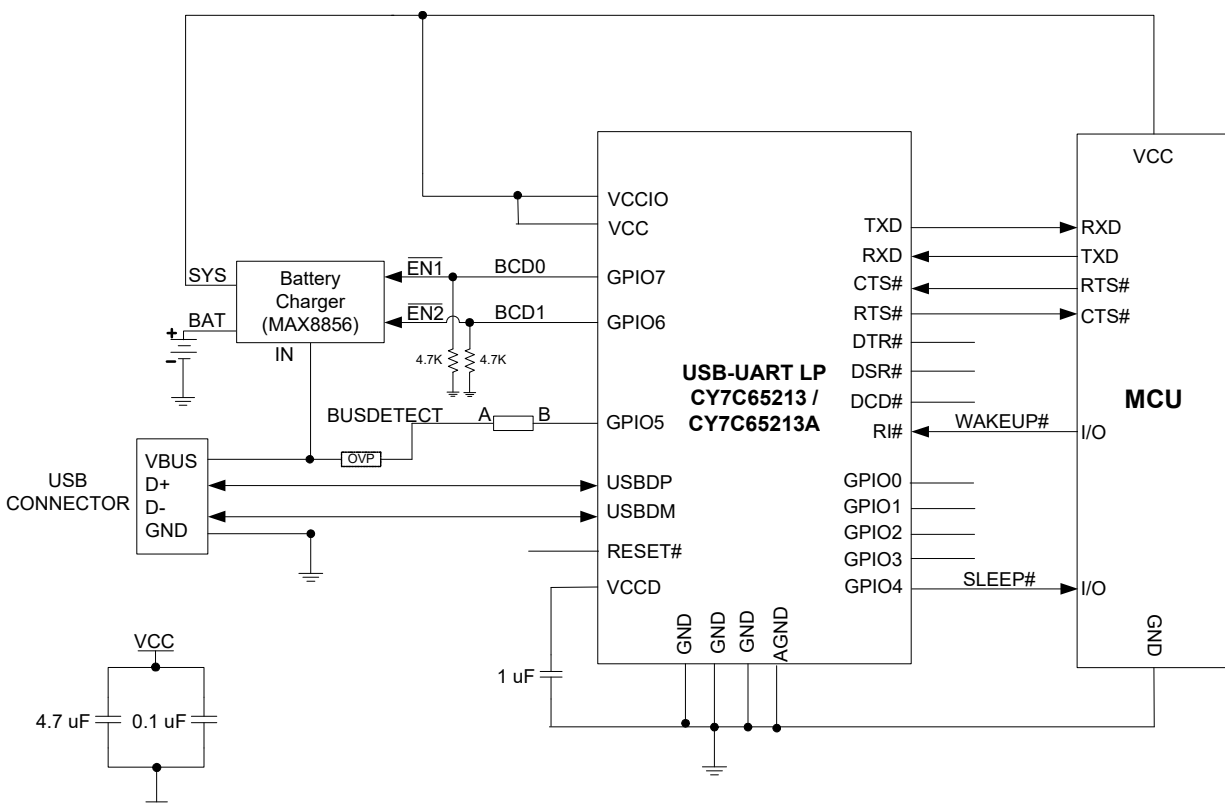 VCC
VCCIO
VCC
TXD
RXD
RXD
TXD
SYS
Battery
Charger
(MAX8856)
EN1
BCD0
GPIO7
CTS#
RTS#
BAT
EN2
BCD1
GPIO6
RTS#
CTS#
+
-
IN
4.7K
4.7K
DTR#
USB-UART LP
CY7C65213 /
CY7C65213A
DSR#
DCD#
MCU
BUSDETECT
A
B
GPIO5
RI#
WAKEUP#
I/O
USB
CONNECTOR
VBUS
D+
D-
GND
OVP
USBDP
USBDM
RESET#
VCCD
GPIO0
GPIO1
GPIO2
GPIO3
GPIO4
SLEEP#
I/O
GND
GND
GND
AGND
GND
1 uF
VCC
4.7 uF
0.1 uF